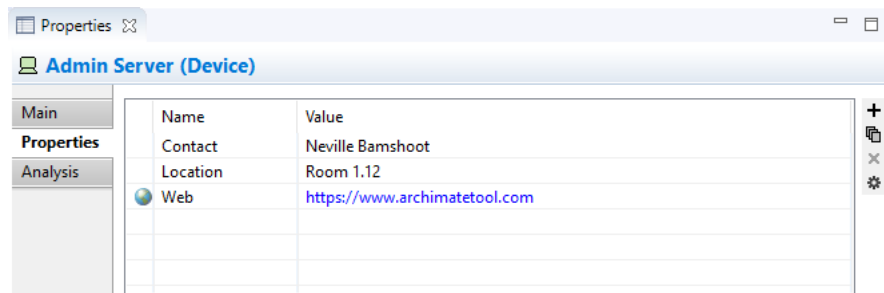 Properties
Admin Server (Device)
Main
Properties
Analysis
Name Value
Contact Neville Bamshoot
Location Room 1.12
Web https://www.archimatetool.com